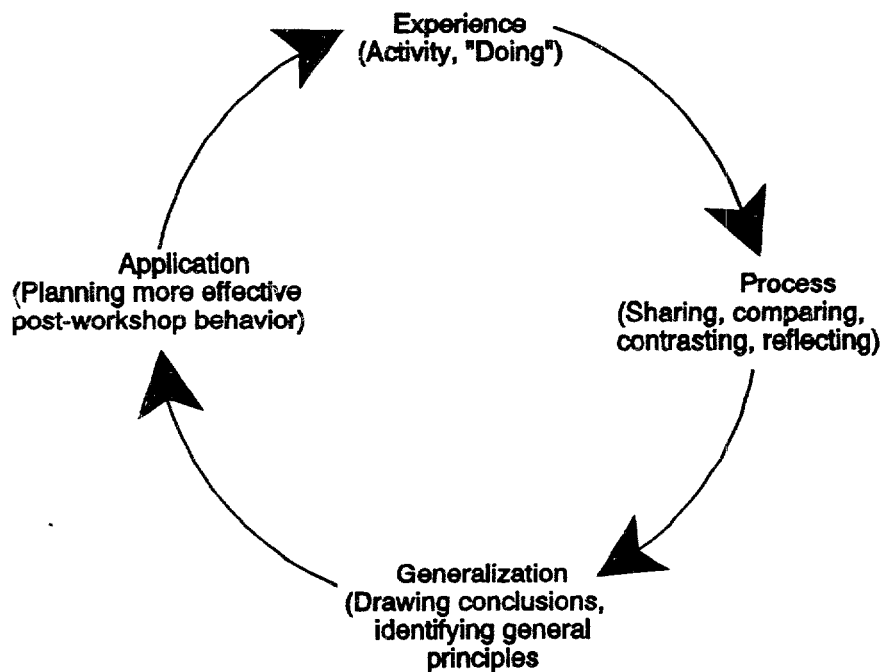 Experience
(Activity, "Doing")
Process
(Sharing, comparing,
contrasting, reflecting)
Generalization
(Drawing conclusions,
identifying general
principles
Application
(Planning more effective
post-workshop behavior)